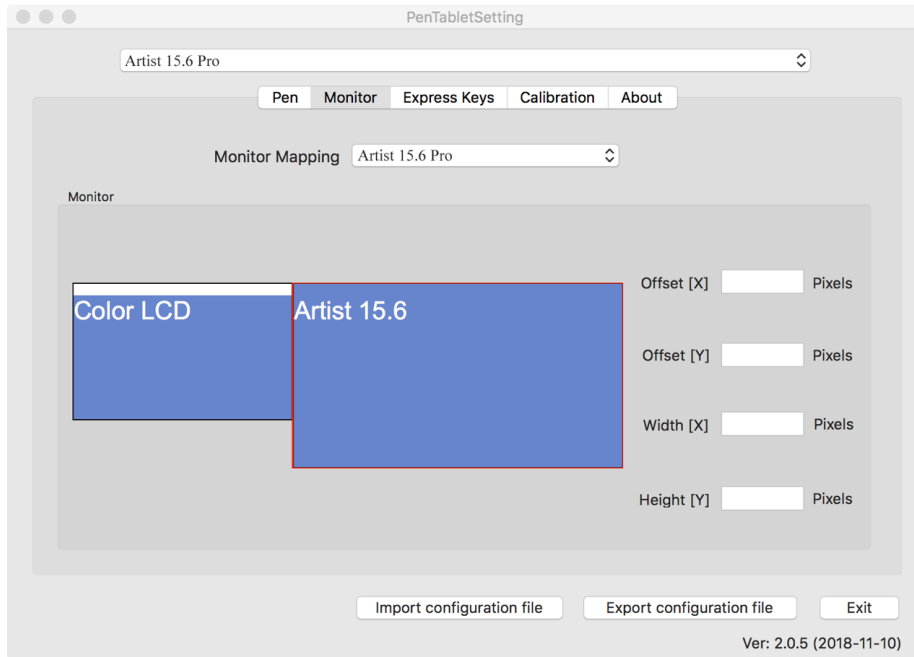 PenTabletSetting
Artist 15.6 Pro
Pen Monitor Express Keys Calibration About
Monitor Mapping Artist 15.6 Pro
Monitor
Offset [X] Pixels
Color LCD Artist 15.6
Offset [Y] Pixels
Width [X] Pixels
Height [Y] Pixels
Import configuration file Export configuration file Exit
Ver: 2.0.5 (2018-11-10)